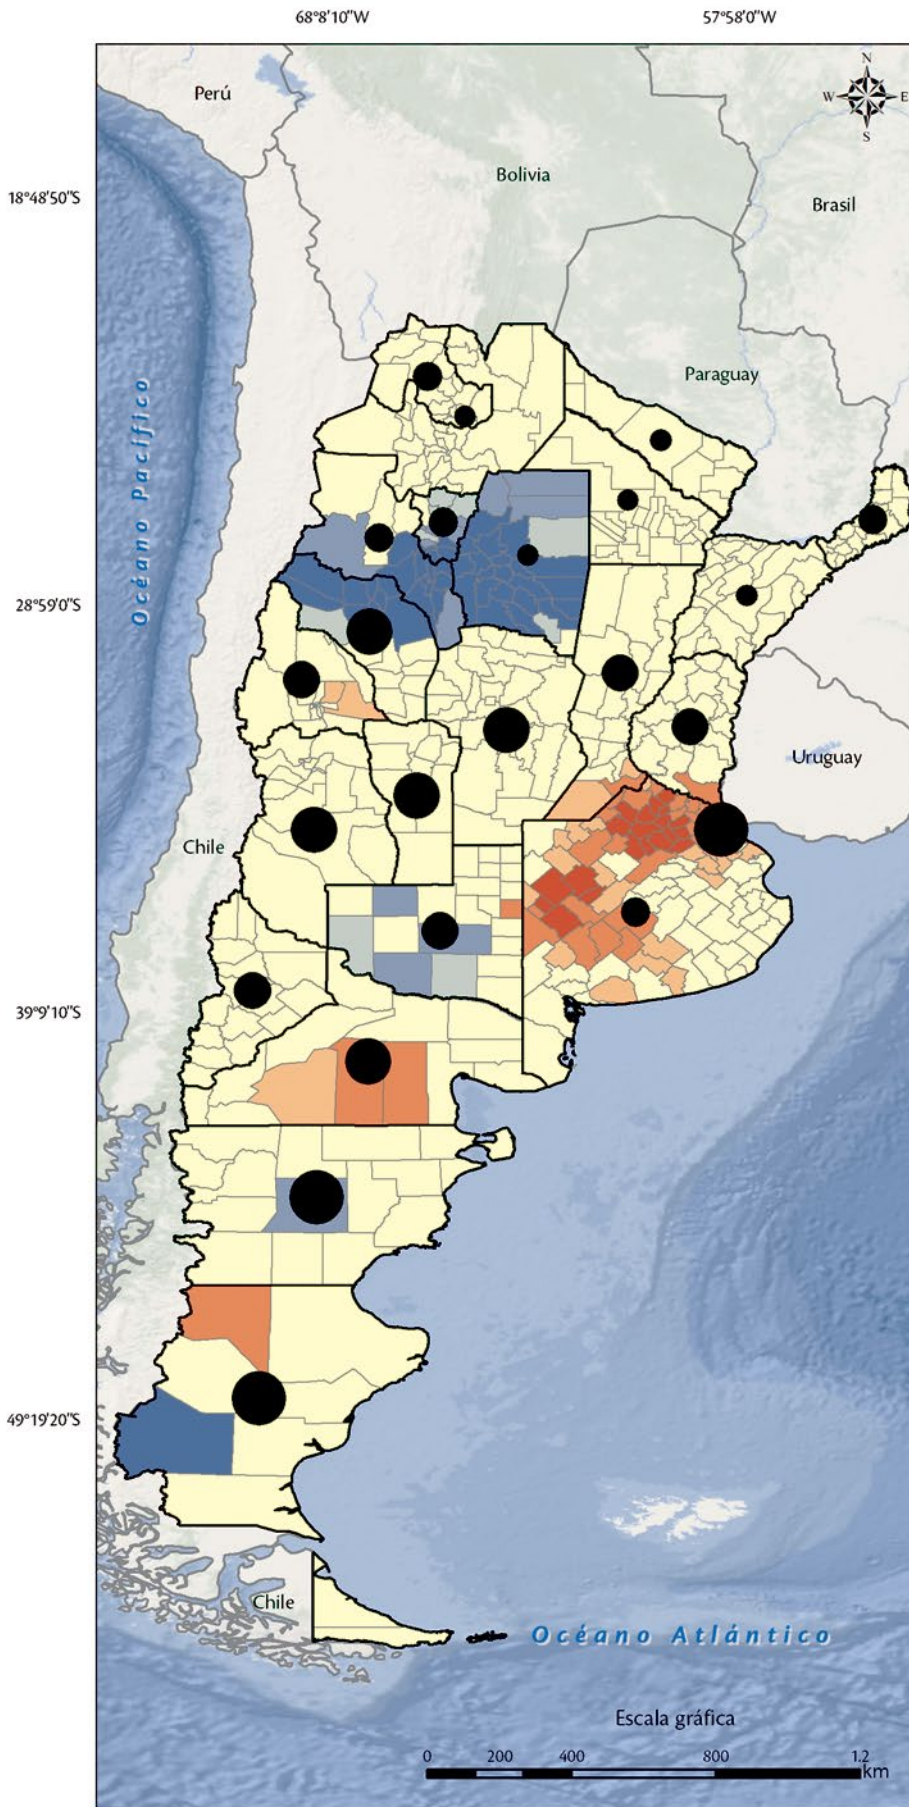 68°8'10"W 57°58'0"W
N
W E
S
Perú
Bolivia
18°48'50"S
Brasil
Paraguay
Océano Pacífico
28°59'0"S
Uruguay
Chile
39°9'10"S
49°19'20"S
Chile
Océano Atlántico
Escala gráfica
0 200 400 800 1.2
km